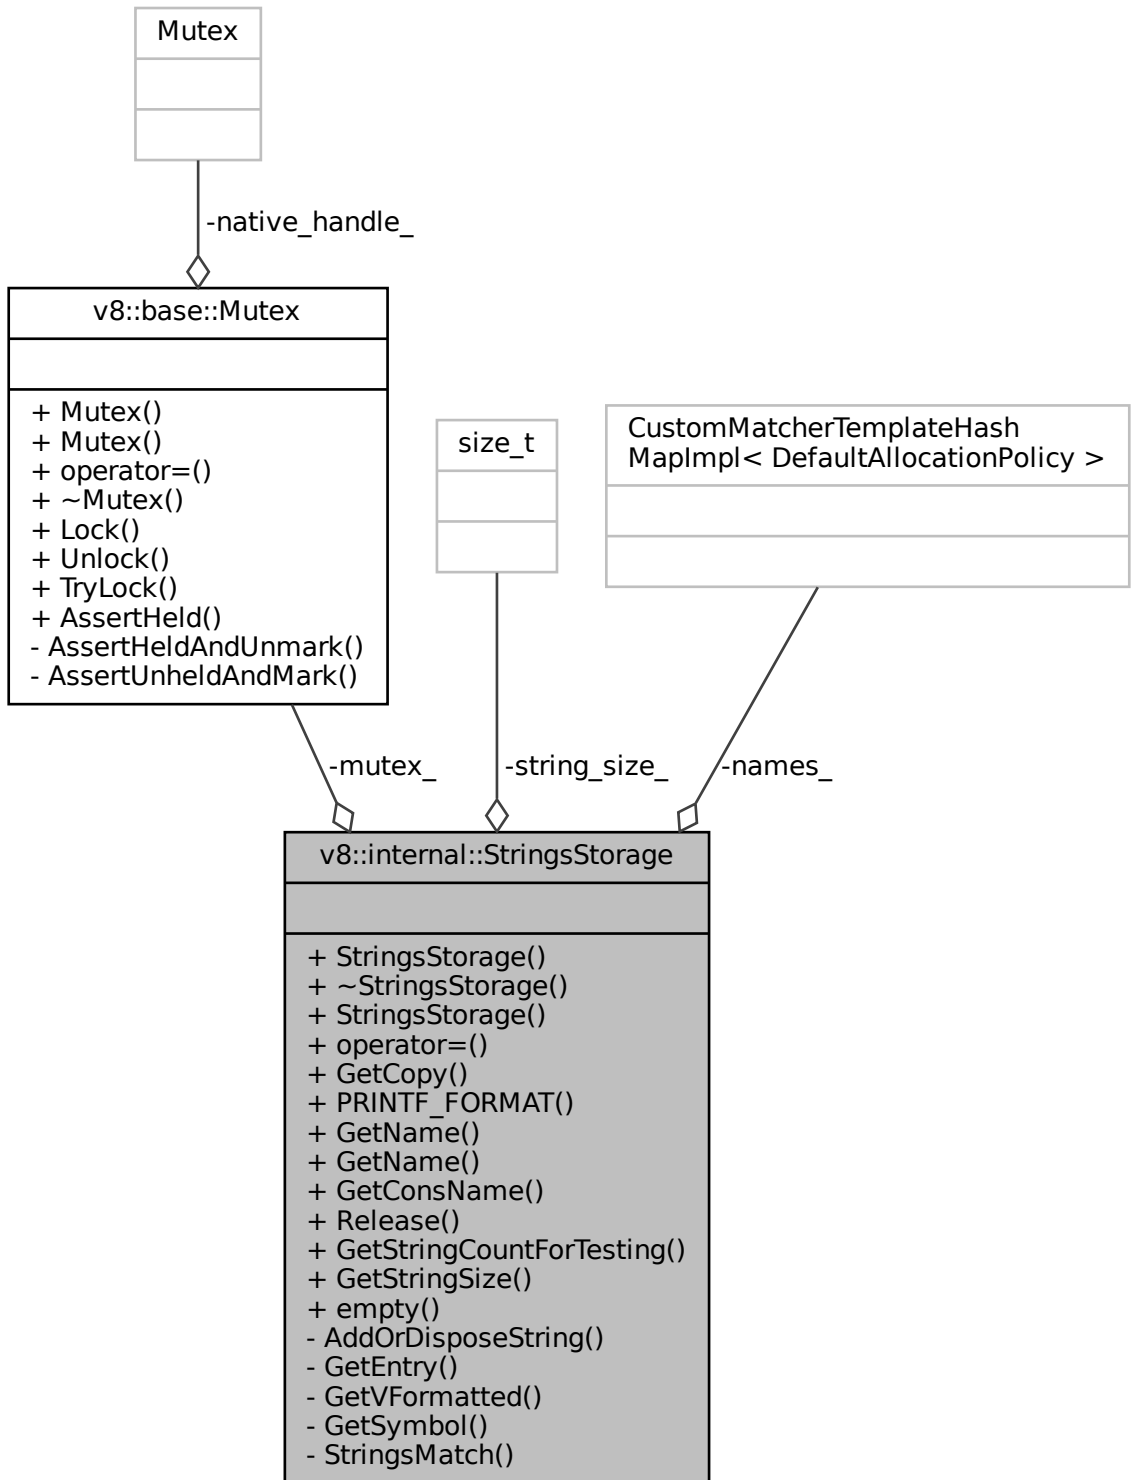 Mutex
-native_handle_
v8::base::Mutex
+ Mutex()
+ Mutex()
+ operator=()
+ ~Mutex()
+ Lock()
+ Unlock()
+ TryLock()
+ AssertHeld()
- AssertHeldAndUnmark()
- AssertUnheldAndMark()
size_t
CustomMatcherTemplateHash
MapImpl< DefaultAllocationPolicy >
-mutex_
-string_size_
-names_
v8::internal::StringsStorage
+ StringsStorage()
+ ~StringsStorage()
+ StringsStorage()
+ operator=()
+ GetCopy()
+ PRINTF_FORMAT()
+ GetName()
+ GetName()
+ GetConsName()
+ Release()
+ GetStringCountForTesting()
+ GetStringSize()
+ empty()
- AddOrDisposeString()
- GetEntry()
- GetVFormatted()
- GetSymbol()
- StringsMatch()